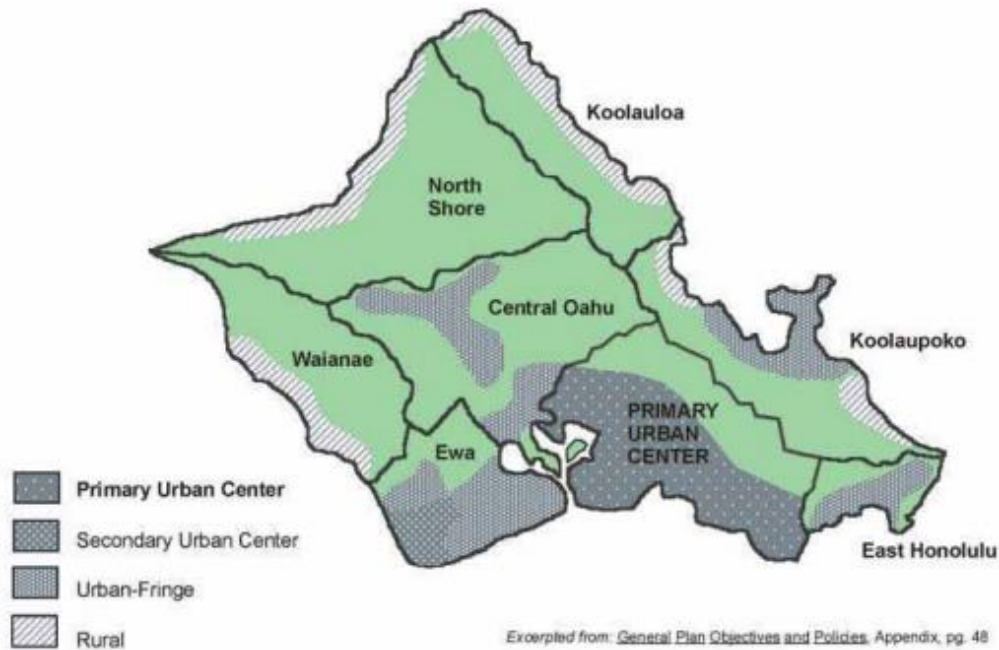 Koolauloa
North
Shore
Central Oahu
Koolaupoko
Waianae
PRIMARY
URBAN
CENTER
Ewa
East Honolulu
Primary Urban Center
Secondary Urban Center
Urban-Fringe
Rural
Excerpted from: General Plan Objectives and Policies, Appendix, pg. 48